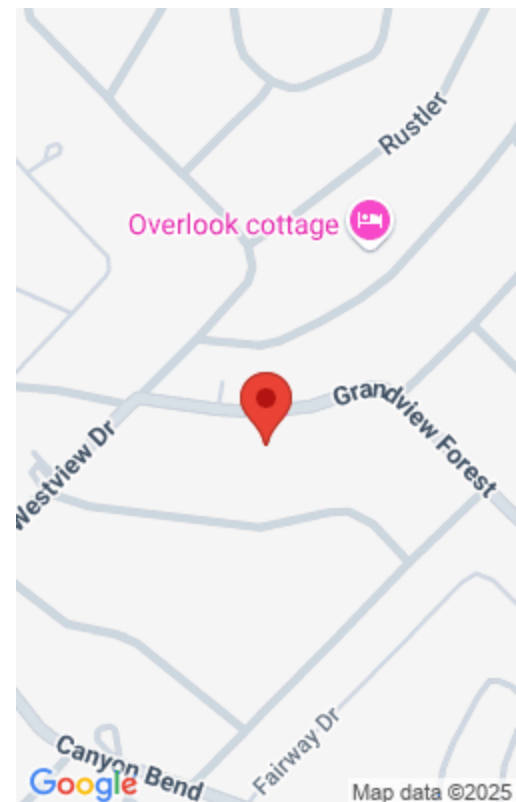 Rustler
Overlook cottage
Grandview Forest
Westview Dr
Canyon Bend
Fairway Dr
Google
Map data ©2025